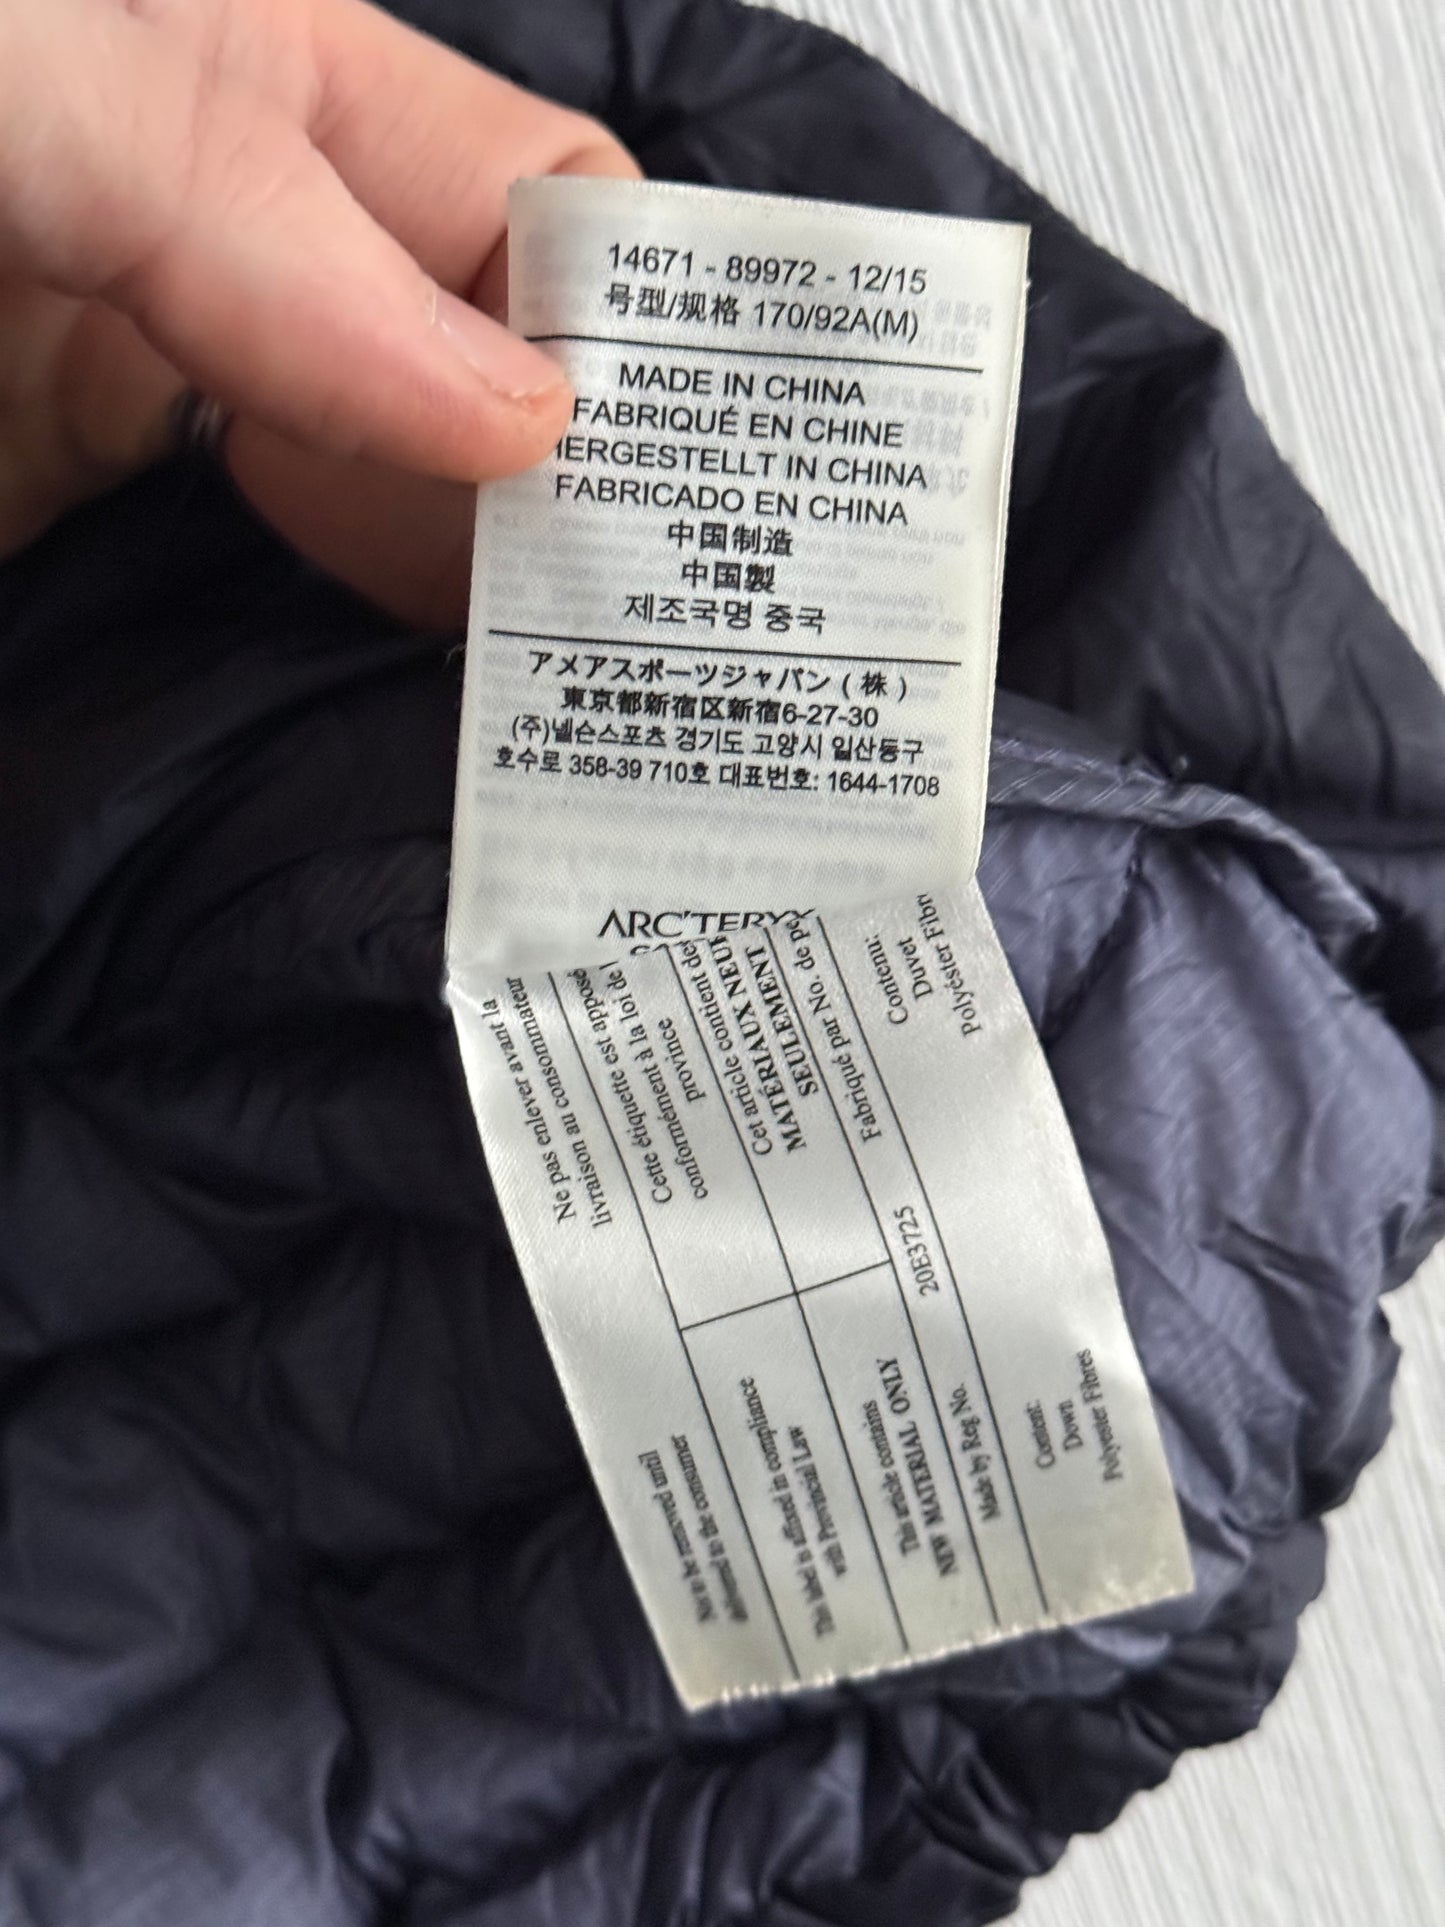 14671 - 89972 - 12/15
号型/规格 170/92A(M)
MADE IN CHINA
FABRIQUÉ EN CHINE
HERGESTELLT IN CHINA
FABRICADO EN CHINA
中国制造
中国製
제조국명 중국
アメアスポーツジャパン ( 株 )
東京都新宿区新宿6-27-30
(주)넬슨스포츠 경기도 고양시 일산동구
호수로 358-39 710호 대표번호: 1644-1708
ARC'TERYX
Ne pas enlever avant la
livraison au consommateur
Cette étiquette est apposé
conformément à la loi de l
province
Cet article contient de
MATÉRIAUX NEUF
SEULEMENT
Fabriqué par No. de
20E3725
Contenu:
Duvet
Polyéster Fibr
Not to be removed until
delivered to the consumer
This label is affixed in compliance
with Provincial Law
This article contains
NEW MATERIAL ONLY
Made by Reg No.
Content:
Down
Polyester Fibres